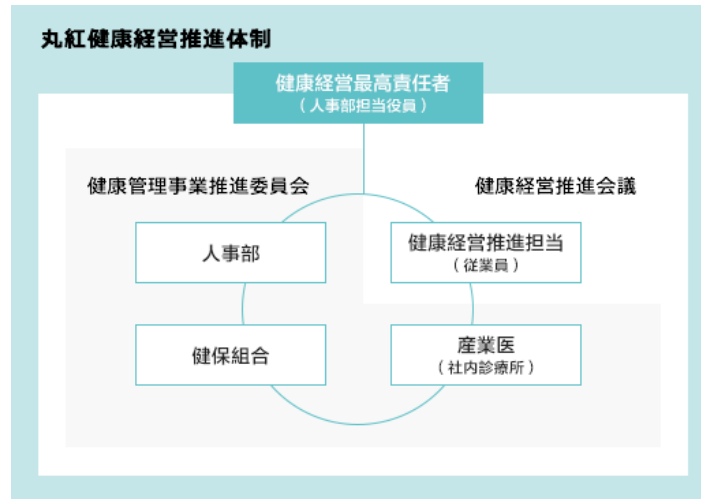 丸紅健康経営推進体制
健康経営最高責任者
（人事部担当役員）
健康管理事業推進委員会
健康経営推進会議
人事部
健康経営推進担当
（従業員）
健保組合
産業医
（社内診療所）